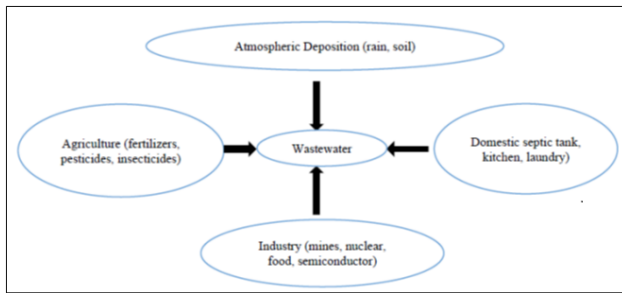 Atmospheric Deposition (rain, soil)
Agriculture (fertilizers,
pesticides, insecticides)
Wastewater
Domestic septic tank,
kitchen, laundry)
Industry (mines, nuclear,
food, semiconductor)